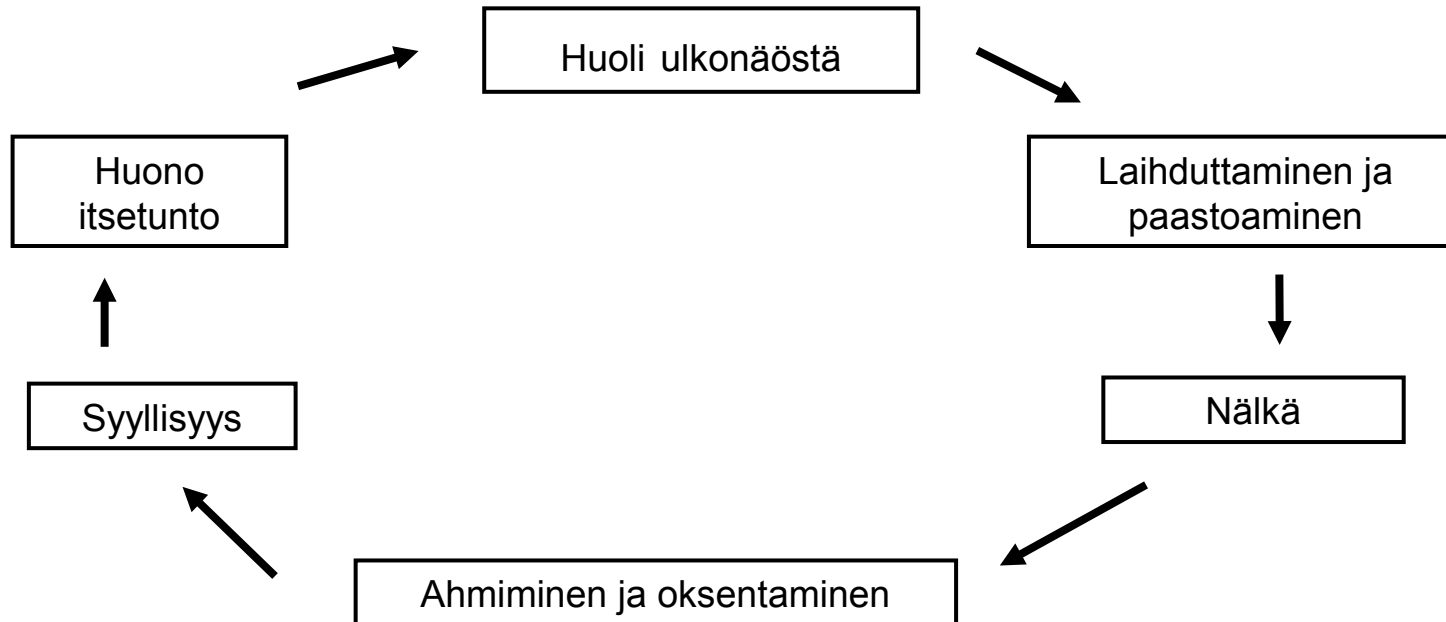 Huoli ulkonäöstä
Laihduttaminen ja
paastoaminen
Nälkä
Ahmiminen ja oksentaminen
Syyllisyys
Huono
itsetunto